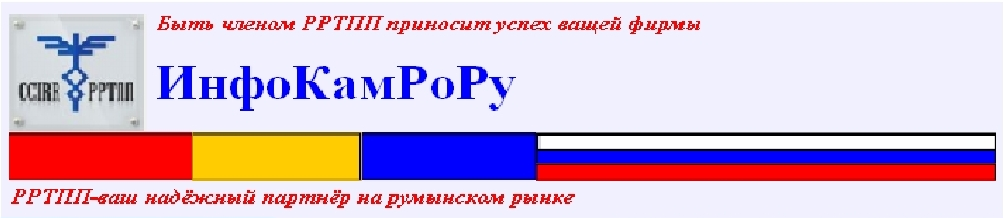 Быть членом РРТПП приносит успех вашей фирмы
ИнфоКамРоРу
CCIRR РРТПП
РРТПП-ваш надёжный партнёр на румынском рынке